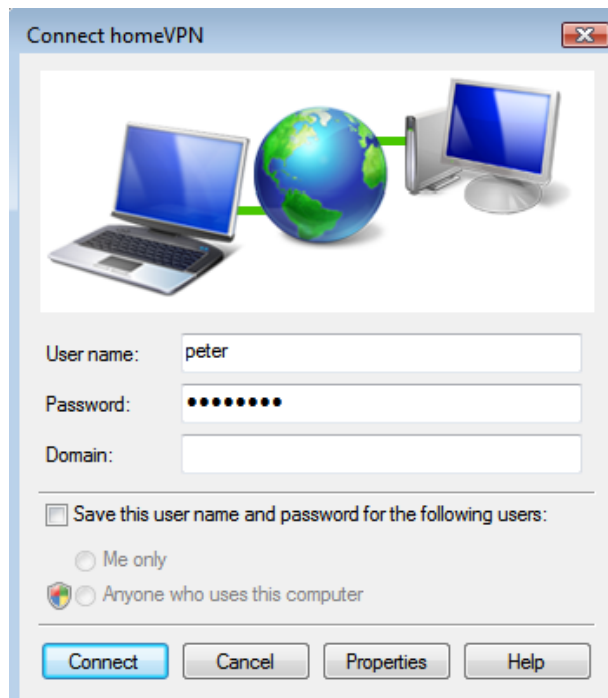 Connect homeVPN
User name: peter
Password: ●●●●●●●●
Domain:
Save this user name and password for the following users:
Me only
Anyone who uses this computer
Connect Cancel Properties Help